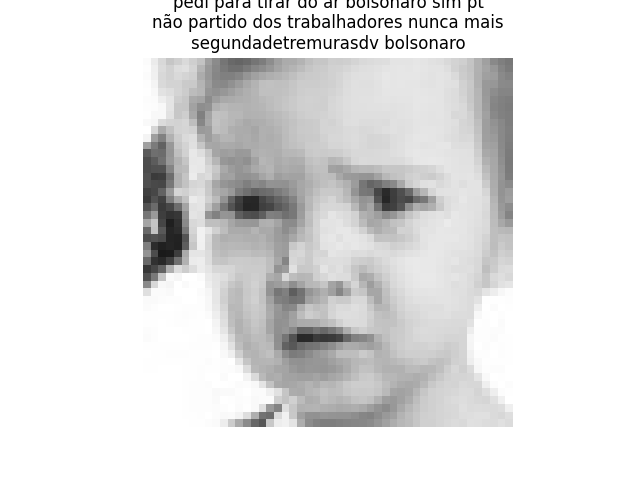 pedi para tirar do ar bolsonaro sim pt
não partido dos trabalhadores nunca mais
segundadetremurasdv bolsonaro